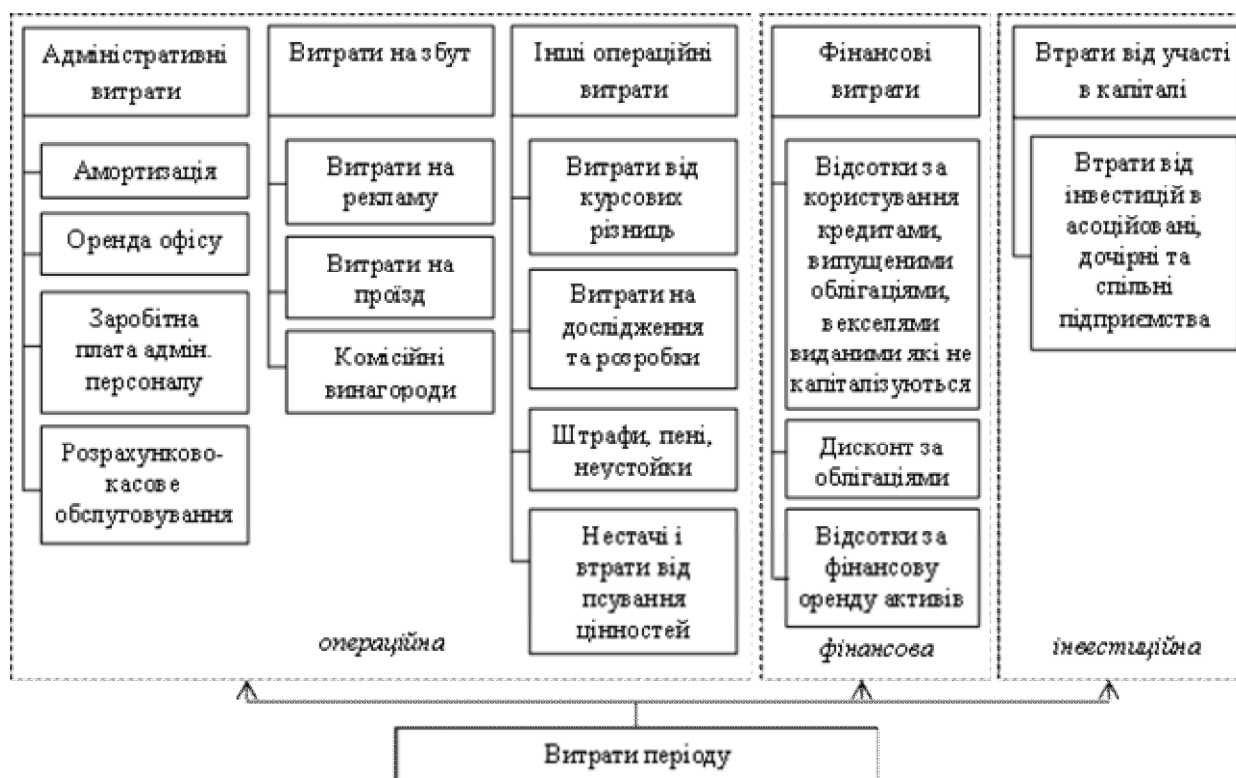 Адміністративні
витрати
Амортизація
Оренда офісу
Заробітна
плата адмін.
персоналу
Розрахунково-
касове
обслуговування
Витрати на збут
Витрати на
рекламу
Витрати на
проїзд
Комісійні
винагороди
Інші операційні
витрати
Витрати від
курсових
різниць
Витрати на
дослідження
та розробки
Штрафи, пені,
неустойки
Нестачі і
втрати від
псування
цінностей
операційна
Фінансові
витрати
Відсотки за
користування
кредитами,
випущеними
облігаціями,
векселями
виданими які не
капіталізуються
Дисконт за
облігаціями
Відсотки за
фінансову
оренду активів
фінансова
Втрати від участі
в капіталі
Втрати від
інвестицій в
асоційовані,
дочірні та
спільні
підприємства
інвестиційна
Витрати періоду